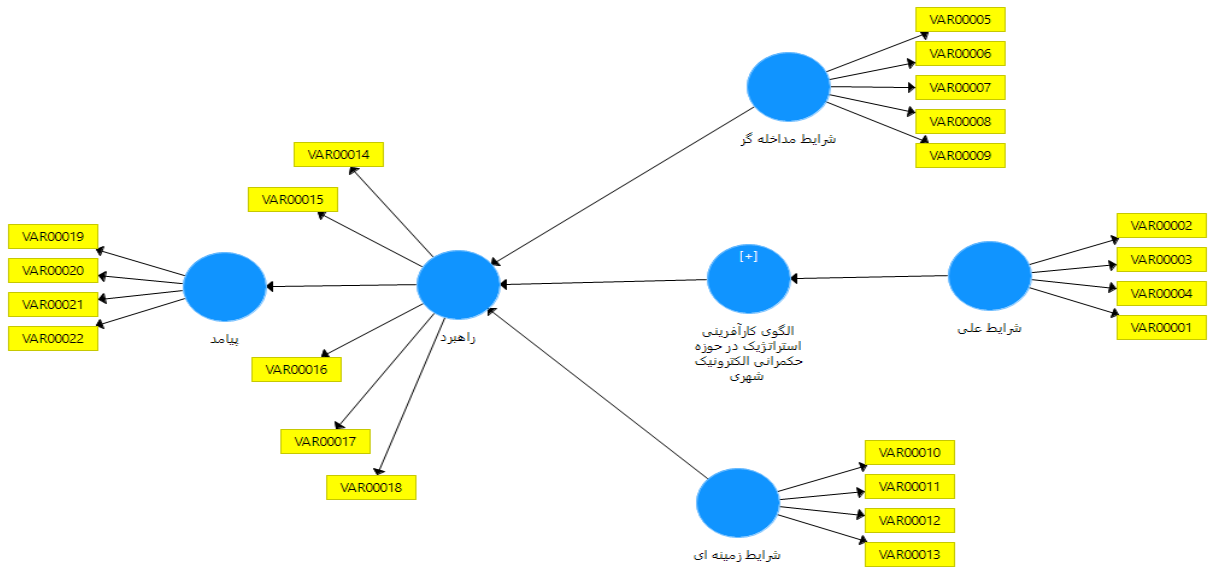 VAR00005
VAR00006
VAR00007
VAR00008
VAR00009
شرایط مداخله گر
VAR00014
VAR00015
VAR00019
VAR00020
VAR00021
VAR00022
پیامد
راهبرد
[+]
الگوی کارآفرینی
استراتژیک در حوزه
حکمرانی الکترونیک
شهری
VAR00002
VAR00003
VAR00004
VAR00001
شرایط علی
VAR00016
VAR00017
VAR00018
VAR00010
VAR00011
VAR00012
VAR00013
شرایط زمینه ای